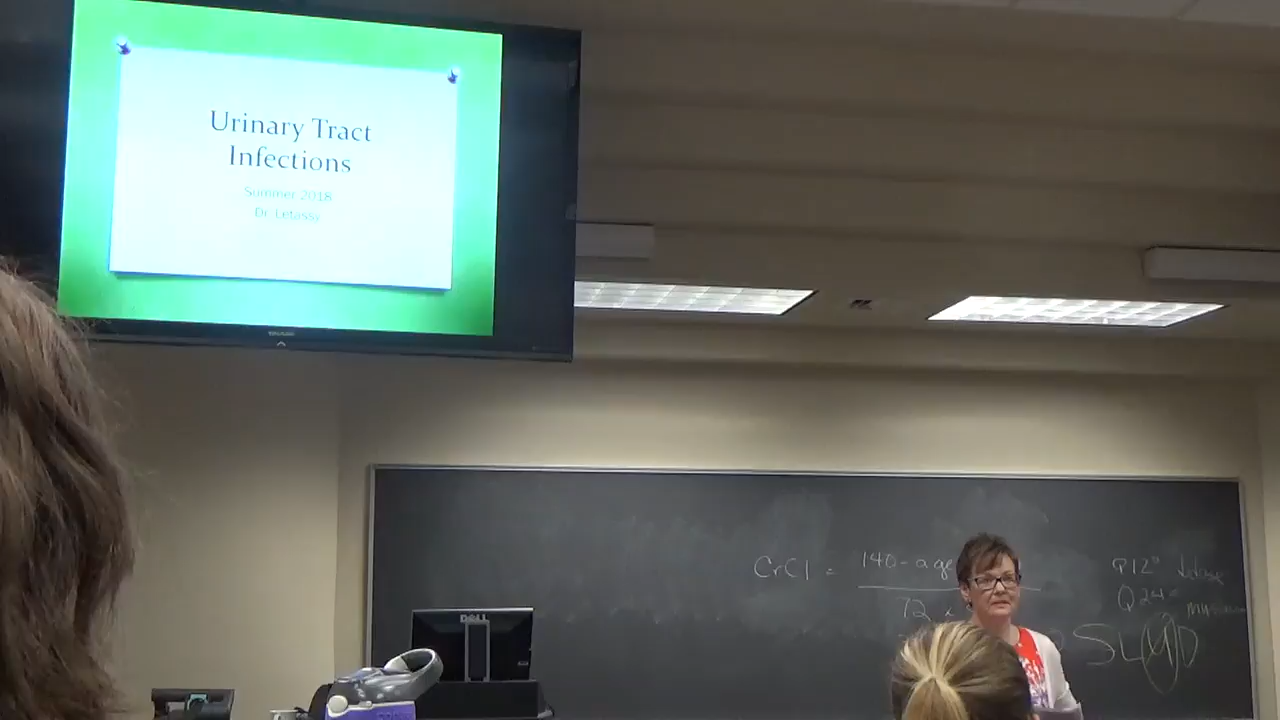 Urinary Tract
Infections
Summer 2018
Dr. Letassy
DELL
CrCl = 140 - age
72 x
Q12°
Q24°